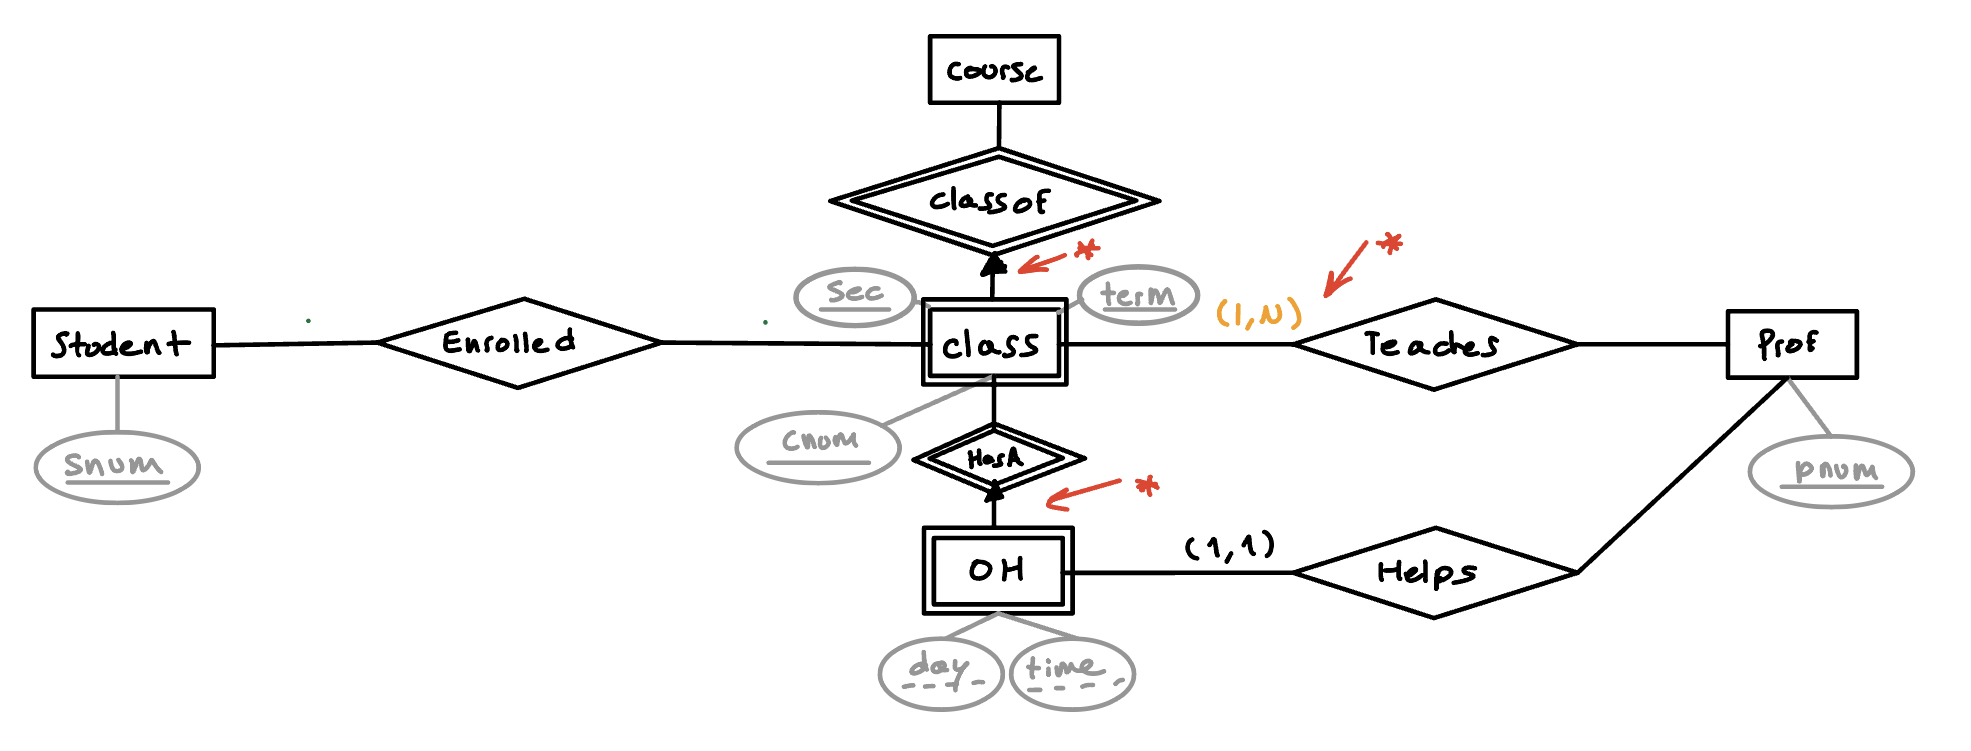 course
classof
*
*
Sec
term
(1,N)
Student
Enrolled
class
Teaches
Prof
snum
cnum
HasA
pnum
*
OH
(1,1)
Helps
day
time